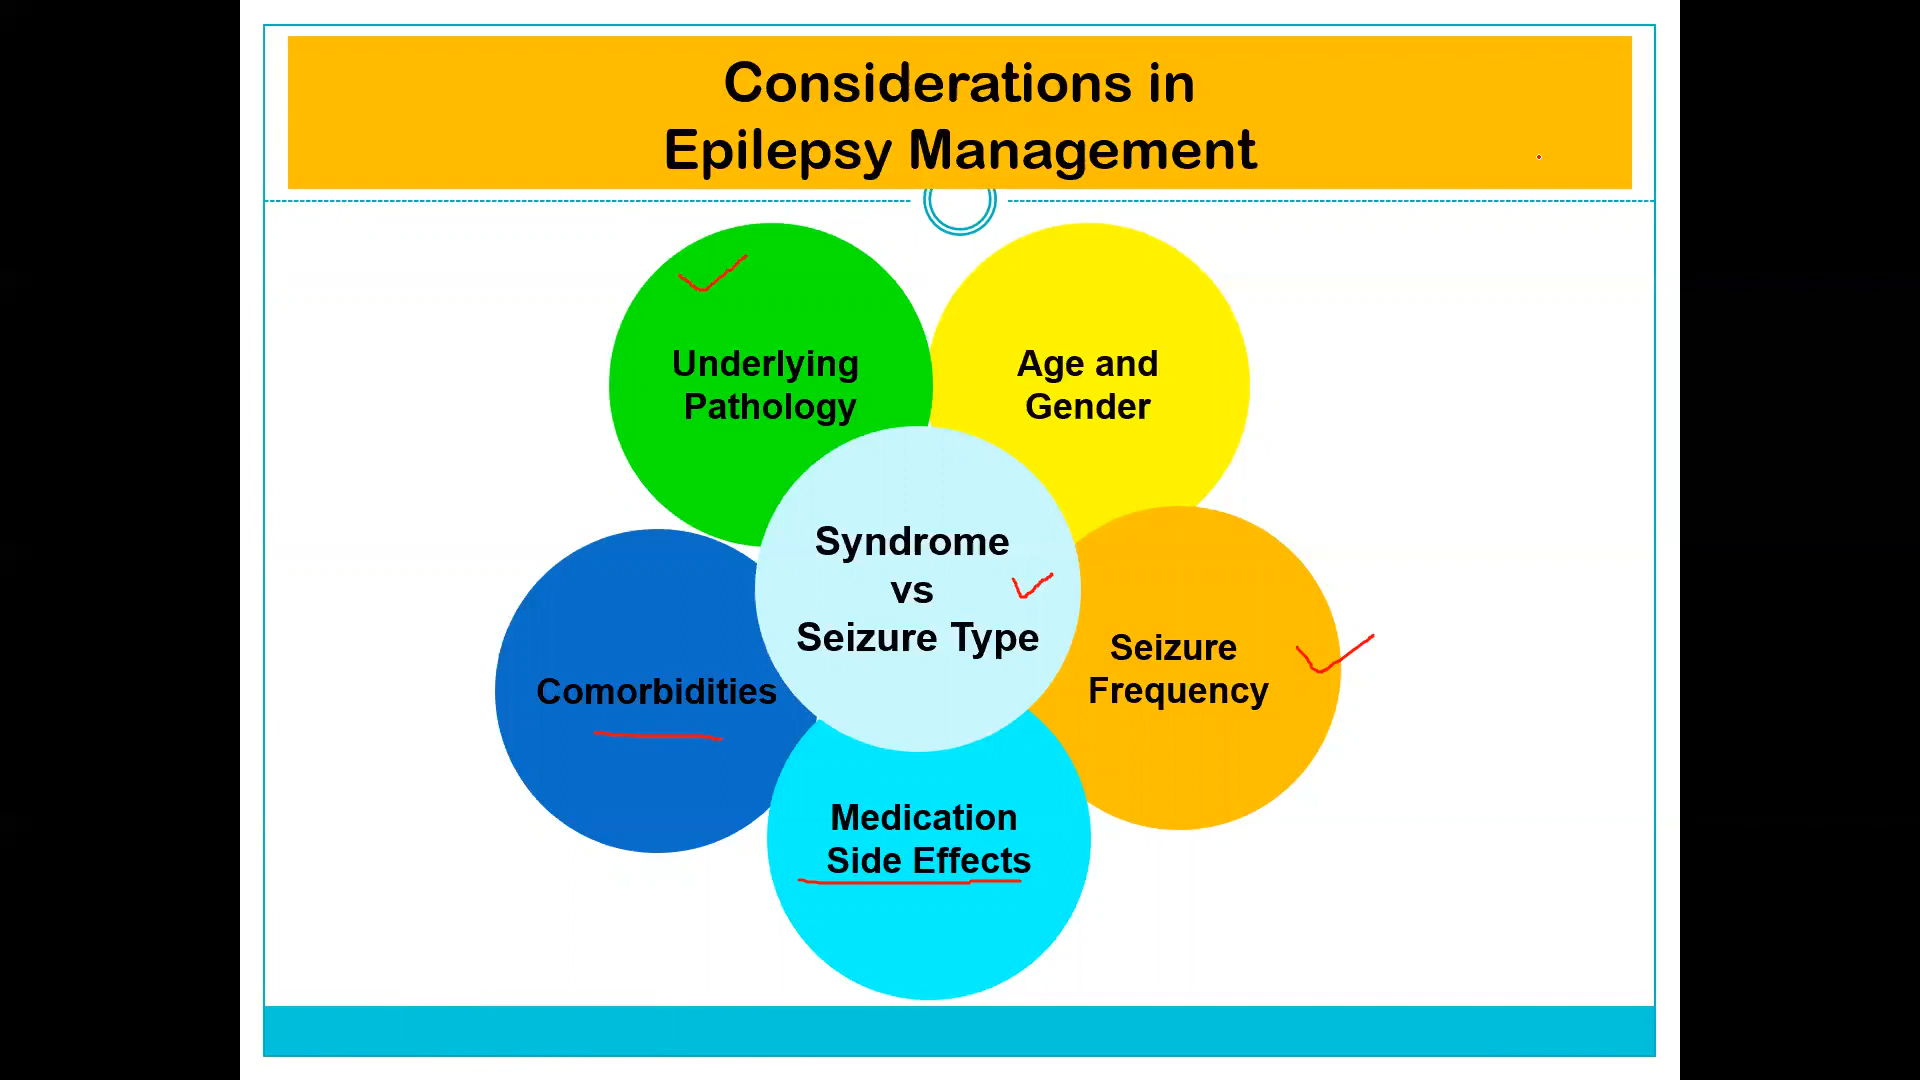 Considerations in
Epilepsy Management
Underlying
Pathology
Age and
Gender
Syndrome
vs
Seizure Type
Seizure
Frequency
Comorbidities
Medication
Side Effects